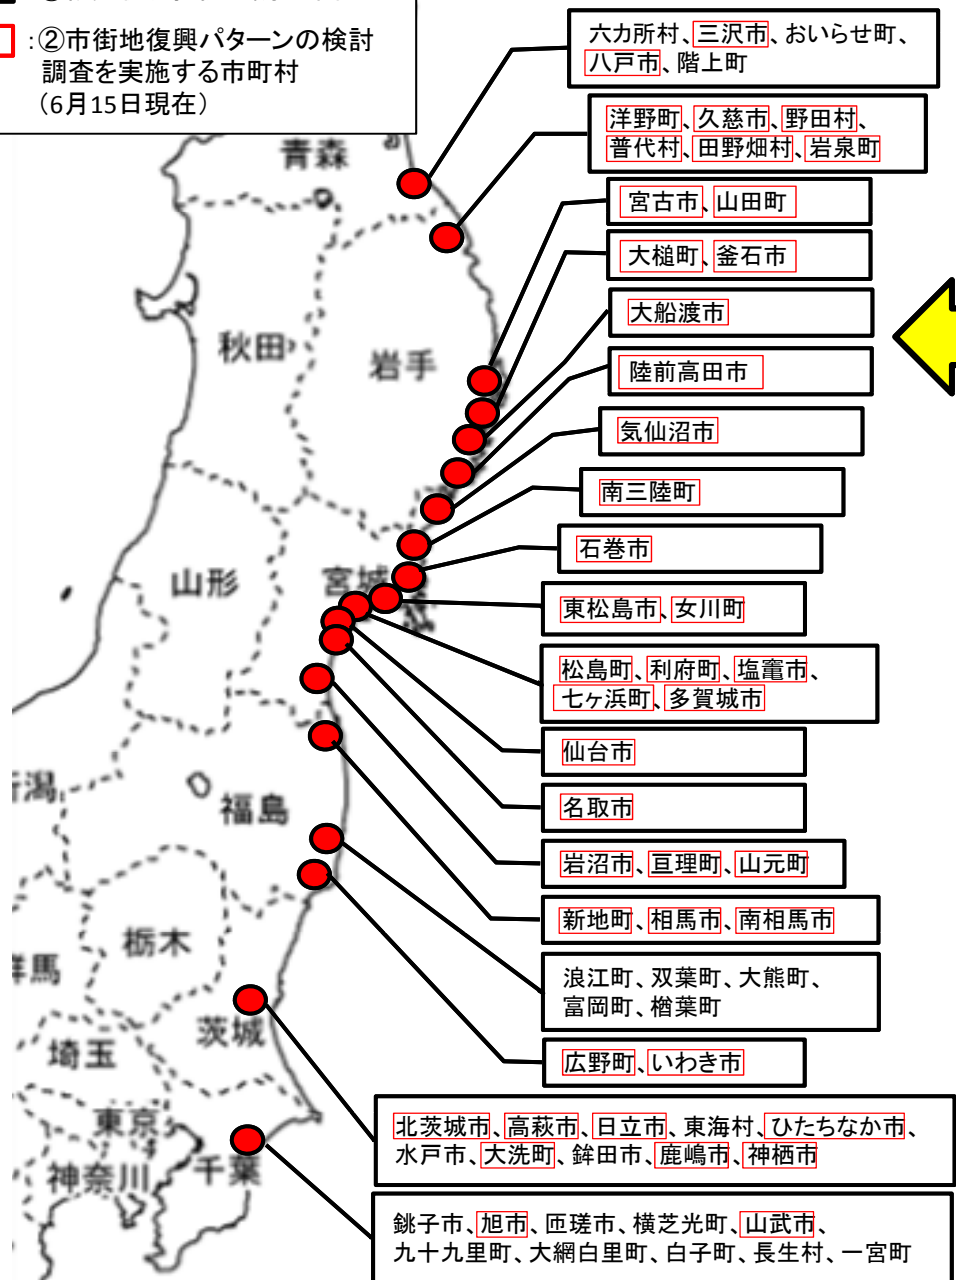 :②市街地復興パターンの検討
調査を実施する市町村
（6月15日現在）
六カ所村、三沢市、おいらせ町、
八戸市、階上町
洋野町、久慈市、野田村、
普代村、田野畑村、岩泉町
青森
宮古市、山田町
大槌町、釜石市
大船渡市
秋田
岩手
陸前高田市
気仙沼市
南三陸町
石巻市
山形
宮城
東松島市、女川町
松島町、利府町、塩竈市、
七ヶ浜町、多賀城市
仙台市
潟
福島
名取市
岩沼市、亘理町、山元町
新地町、相馬市、南相馬市
栃木
馬
浪江町、双葉町、大熊町、
富岡町、楢葉町
茨城
埼玉
広野町、いわき市
東京
北茨城市、高萩市、日立市、東海村、ひたちなか市、
水戸市、大洗町、鉾田市、鹿嶋市、神栖市
神奈川
千葉
銚子市、旭市、匝瑳市、横芝光町、山武市、
九十九里町、大網白里町、白子町、長生村、一宮町